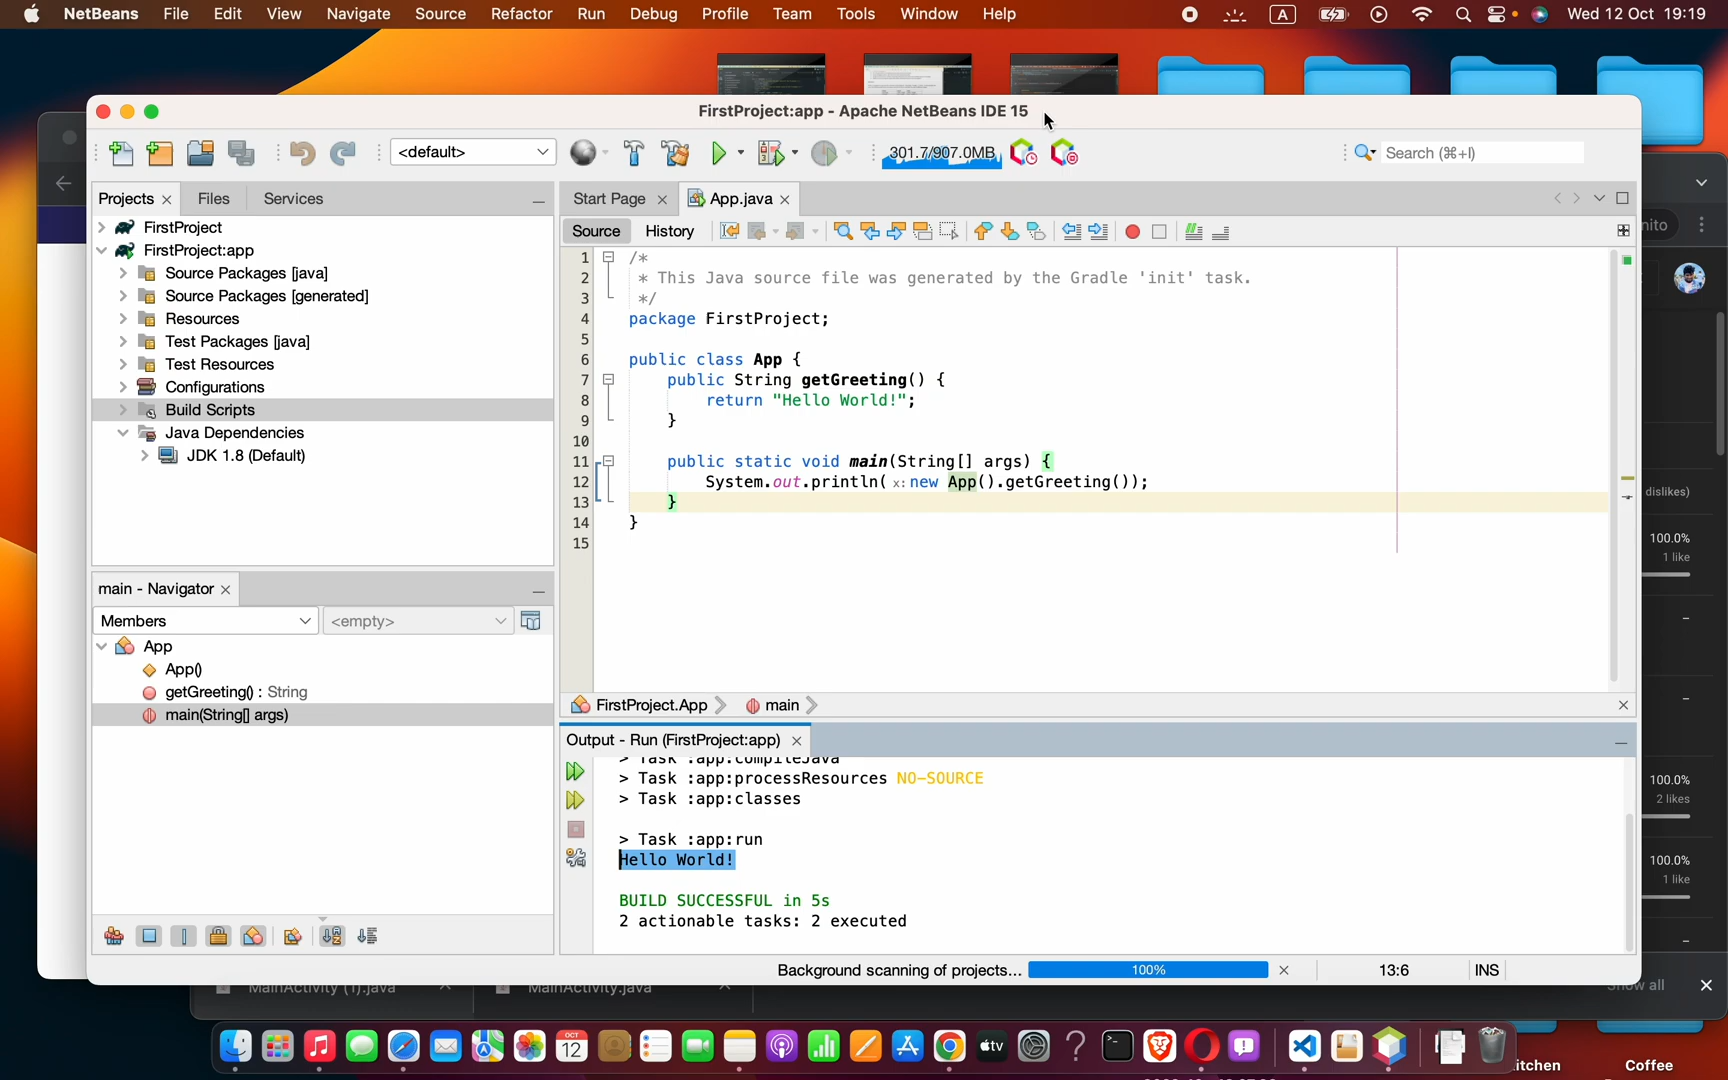 NetBeans File Edit View Navigate Source Refactor Run Debug Profile Team Tools Window Help A Wed 12 Oct 19:19
FirstProject:app - Apache NetBeans IDE 15
<default> 301.7/907.0MB Search (⌘+I)
Projects Files Services
Start Page App.java
FirstProject
Source History
nito
FirstProject:app
Source Packages [java]
Source Packages [generated]
Resources
Test Packages [java]
Test Resources
Configurations
Build Scripts
Java Dependencies
JDK 1.8 (Default)
1 /*
2 * This Java source file was generated by the Gradle 'init' task.
3 */
4 package FirstProject;
5
6 public class App {
7 public String getGreeting() {
8 return "Hello World!";
9 }
10
11 public static void main(String[] args) {
12 System.out.println( x: new App().getGreeting());
13 }
14 }
15
dislikes)
100.0%
1 like
–
–
100.0%
2 likes
100.0%
1 like
–
main - Navigator
Members <empty>
App
App()
getGreeting() : String
main(String[] args)
FirstProject.App main
Output - Run (FirstProject:app)
> Task :app:compileJava
> Task :app:processResources NO-SOURCE
> Task :app:classes
> Task :app:run
Hello World!
BUILD SUCCESSFUL in 5s
2 actionable tasks: 2 executed
Background scanning of projects... 100% 13:6 INS
MainActivity (1).java MainActivity.java Show all
OCT
12
tv
itchen Coffee